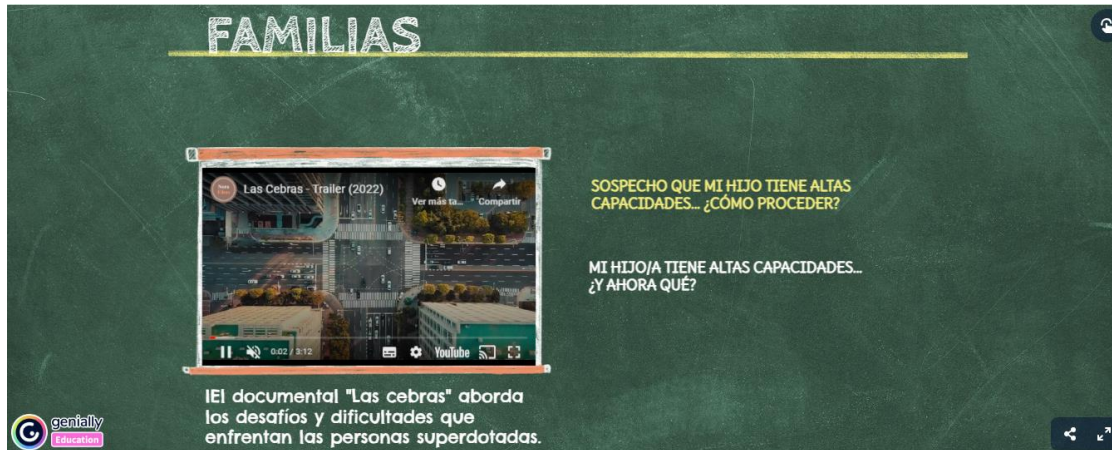 FAMILIAS
Las Cebras - Trailer (2022)
Ver más ta...
Compartir
0:02 / 3:12
YouTube
IEl documental "Las cebras" aborda
los desafíos y dificultades que
enfrentan las personas superdotadas.
SOSPECHO QUE MI HIJO TIENE ALTAS
CAPACIDADES... ¿CÓMO PROCEDER?
MI HIJO/A TIENE ALTAS CAPACIDADES...
¿Y AHORA QUÉ?
genially
Education